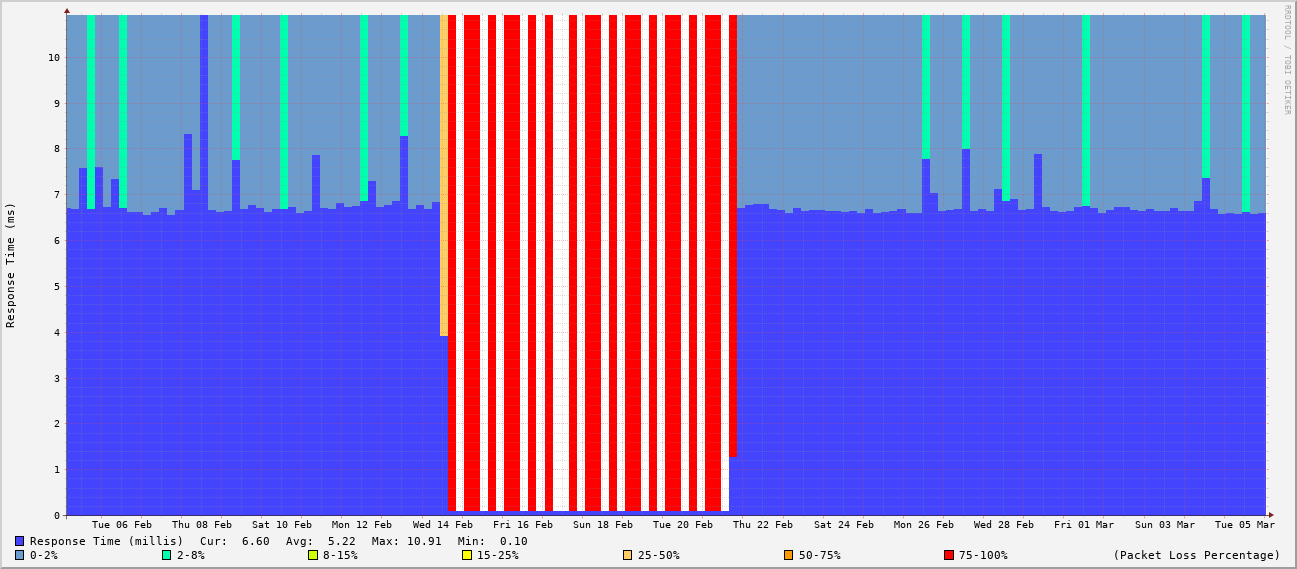 RRDTOOL / TOBI OETIKER
Response Time (ms)
10
9
8
7
6
5
4
3
2
1
0
Tue 06 Feb Thu 08 Feb Sat 10 Feb Mon 12 Feb Wed 14 Feb Fri 16 Feb Sun 18 Feb Tue 20 Feb Thu 22 Feb Sat 24 Feb Mon 26 Feb Wed 28 Feb Fri 01 Mar Sun 03 Mar Tue 05 Mar
Response Time (millis) Cur: 6.60 Avg: 5.22 Max: 10.91 Min: 0.10
0-2% 2-8% 8-15% 15-25% 25-50% 50-75% 75-100% (Packet Loss Percentage)